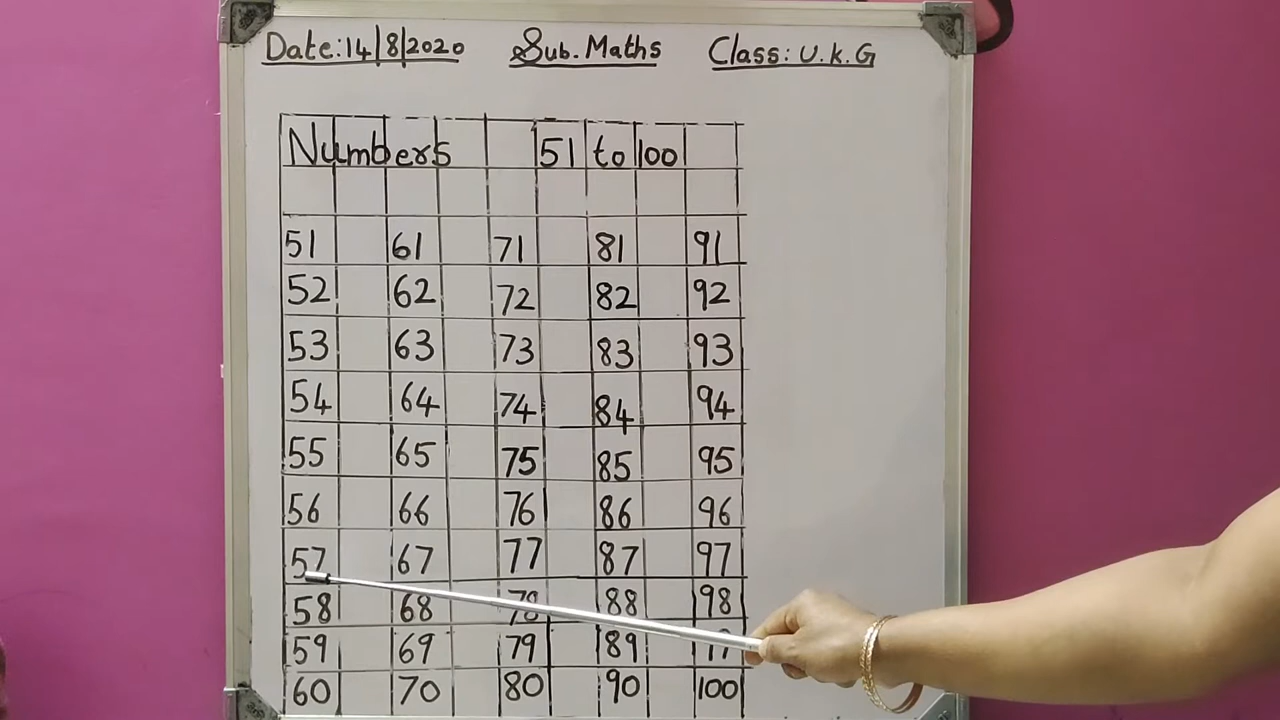 Date: 14/8/2020 Sub. Maths Class: U.K.G
Numbers 51 to 100
51 61 71 81 91
52 62 72 82 92
53 63 73 83 93
54 64 74 84 94
55 65 75 85 95
56 66 76 86 96
57 67 77 87 97
58 68 78 88 98
59 69 79 89 99
60 70 80 90 100